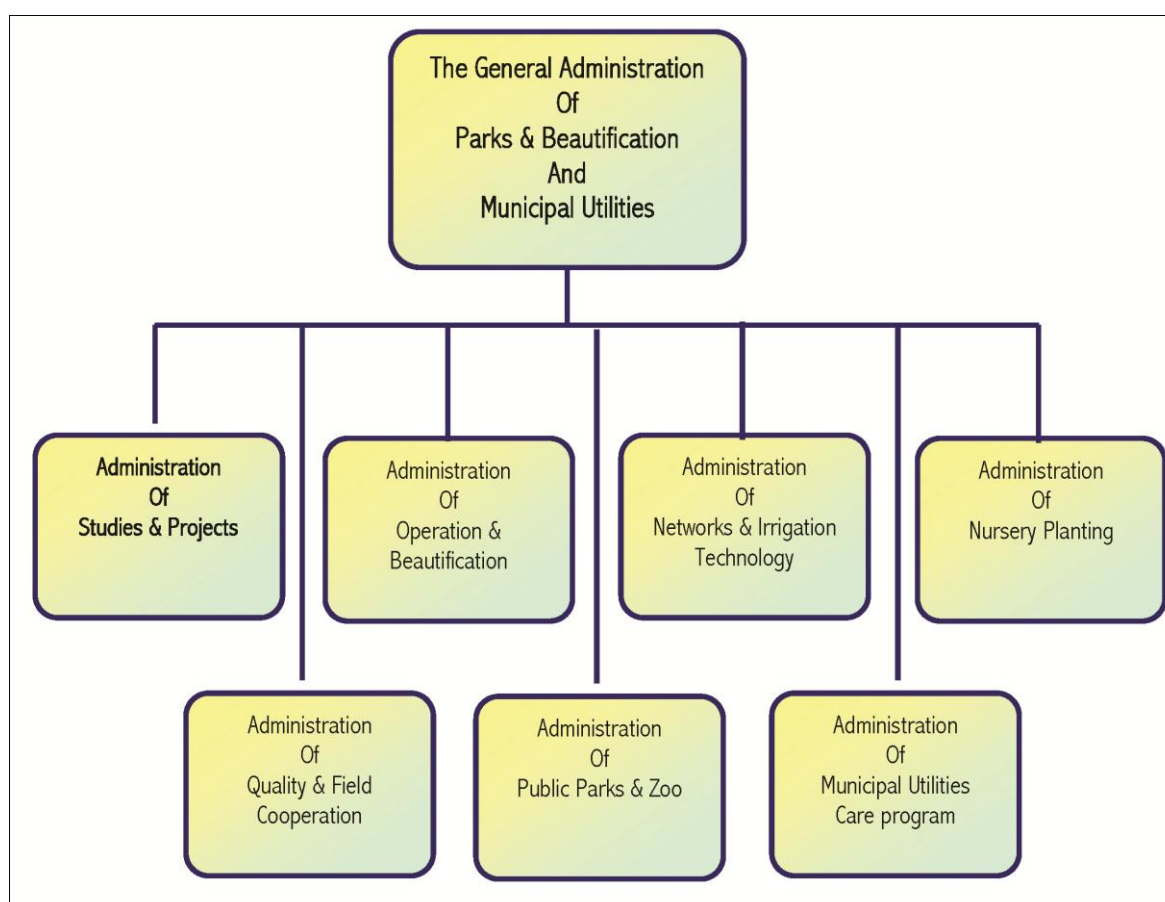 The General Administration
Of
Parks & Beautification
And
Municipal Utilities
Administration
Of
Studies & Projects
Administration
Of
Operation &
Beautification
Administration
Of
Networks & Irrigation
Technology
Administration
Of
Nursery Planting
Administration
Of
Quality & Field
Cooperation
Administration
Of
Public Parks & Zoo
Administration
Of
Municipal Utilities
Care program